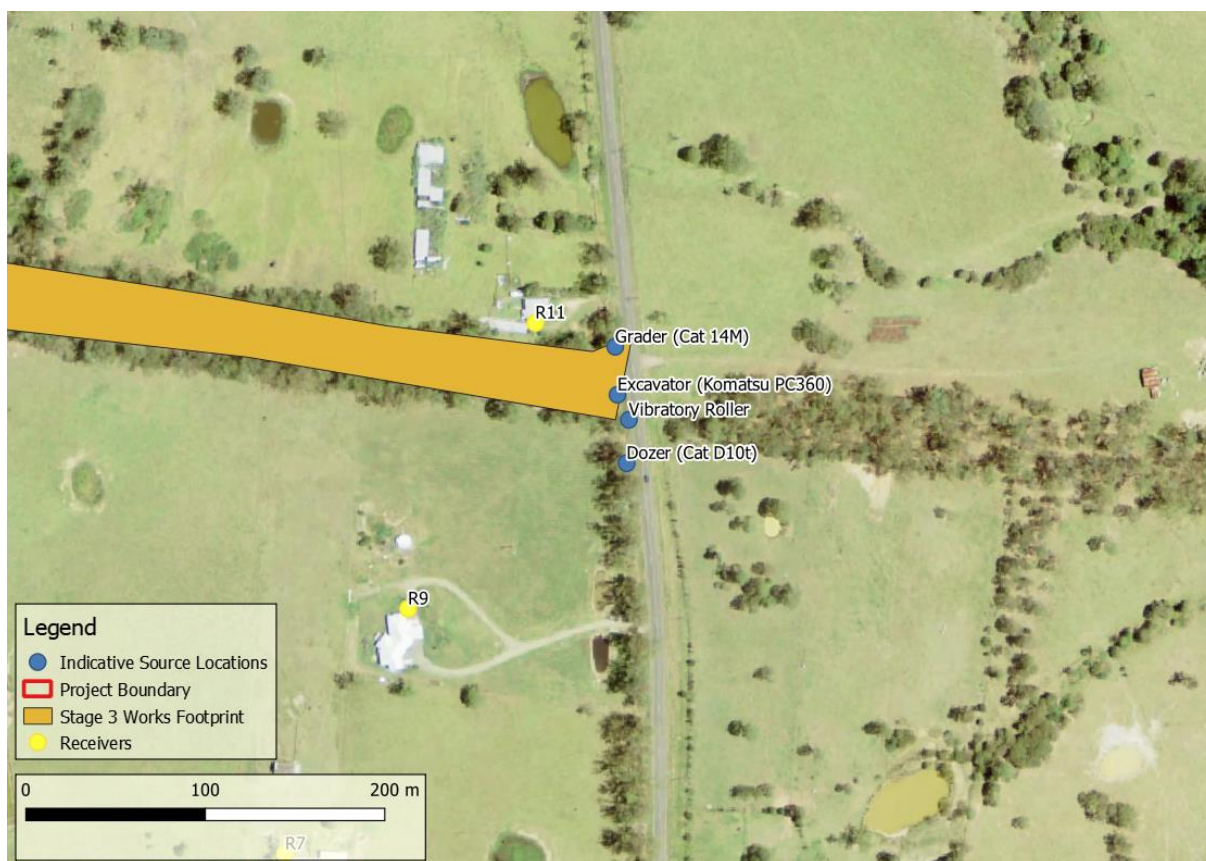 R11
Grader (Cat 14M)
Excavator (Komatsu PC360)
Vibratory Roller
Dozer (Cat D10t)
R9
Legend
Indicative Source Locations
Project Boundary
Stage 3 Works Footprint
Receivers
0 100 200 m
R7